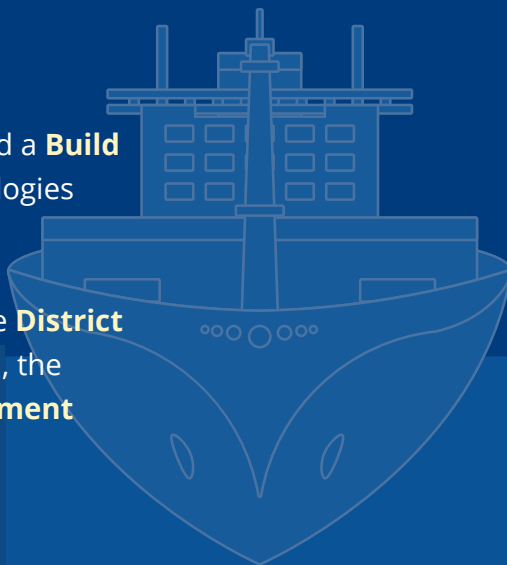 d a Build
logies
e District
, the
ment